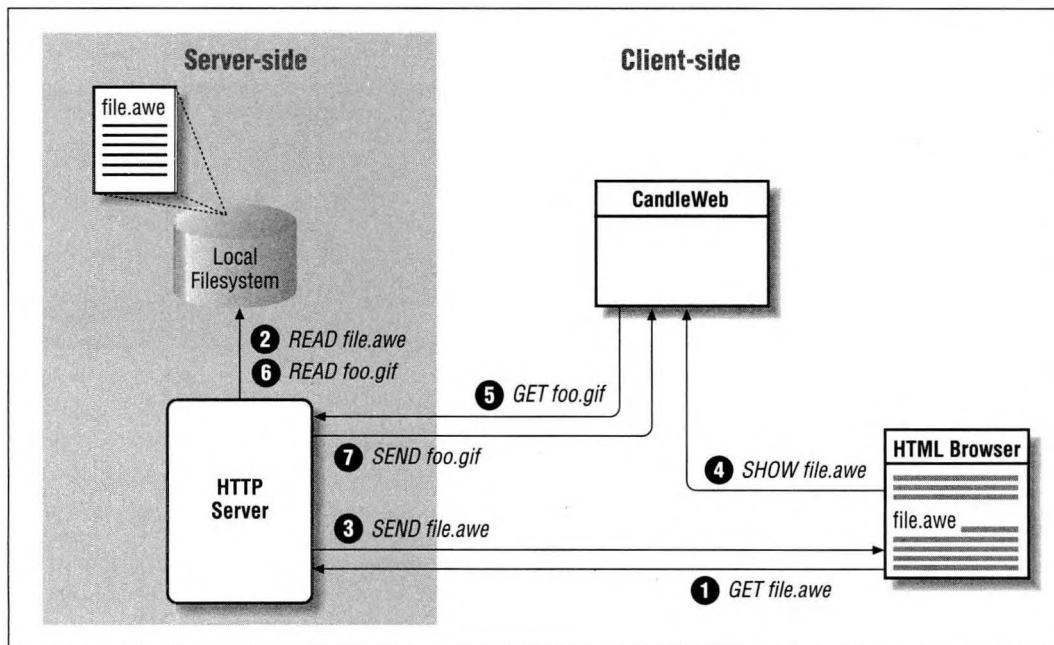 Server-side
Client-side
file.awe
CandleWeb
Local
Filesystem
2 READ file.awe
6 READ foo.gif
5 GET foo.gif
HTML Browser
7 SEND foo.gif
4 SHOW file.awe
HTTP
Server
file.awe
3 SEND file.awe
1 GET file.awe